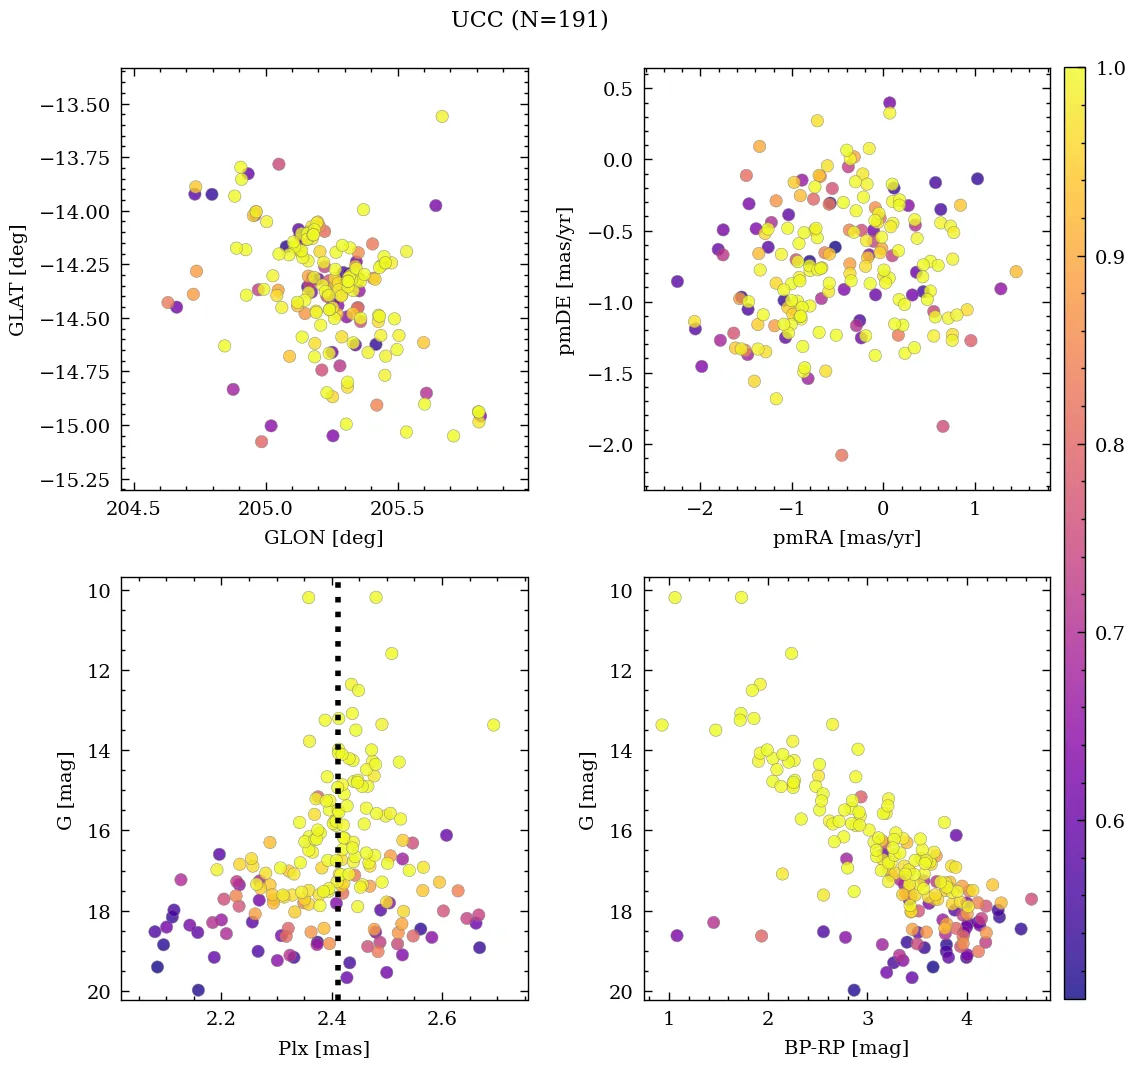 UCC (N=191)
−13.50
−13.75
−14.00
−14.25
−14.50
−14.75
−15.00
−15.25
GLAT [deg]
204.5 205.0 205.5
GLON [deg]
0.5
0.0
−0.5
−1.0
−1.5
−2.0
pmDE [mas/yr]
−2 −1 0 1
pmRA [mas/yr]
1.0
0.9
0.8
0.7
0.6
10
12
14
16
18
20
G [mag]
2.2 2.4 2.6
Plx [mas]
10
12
14
16
18
20
G [mag]
1 2 3 4
BP-RP [mag]